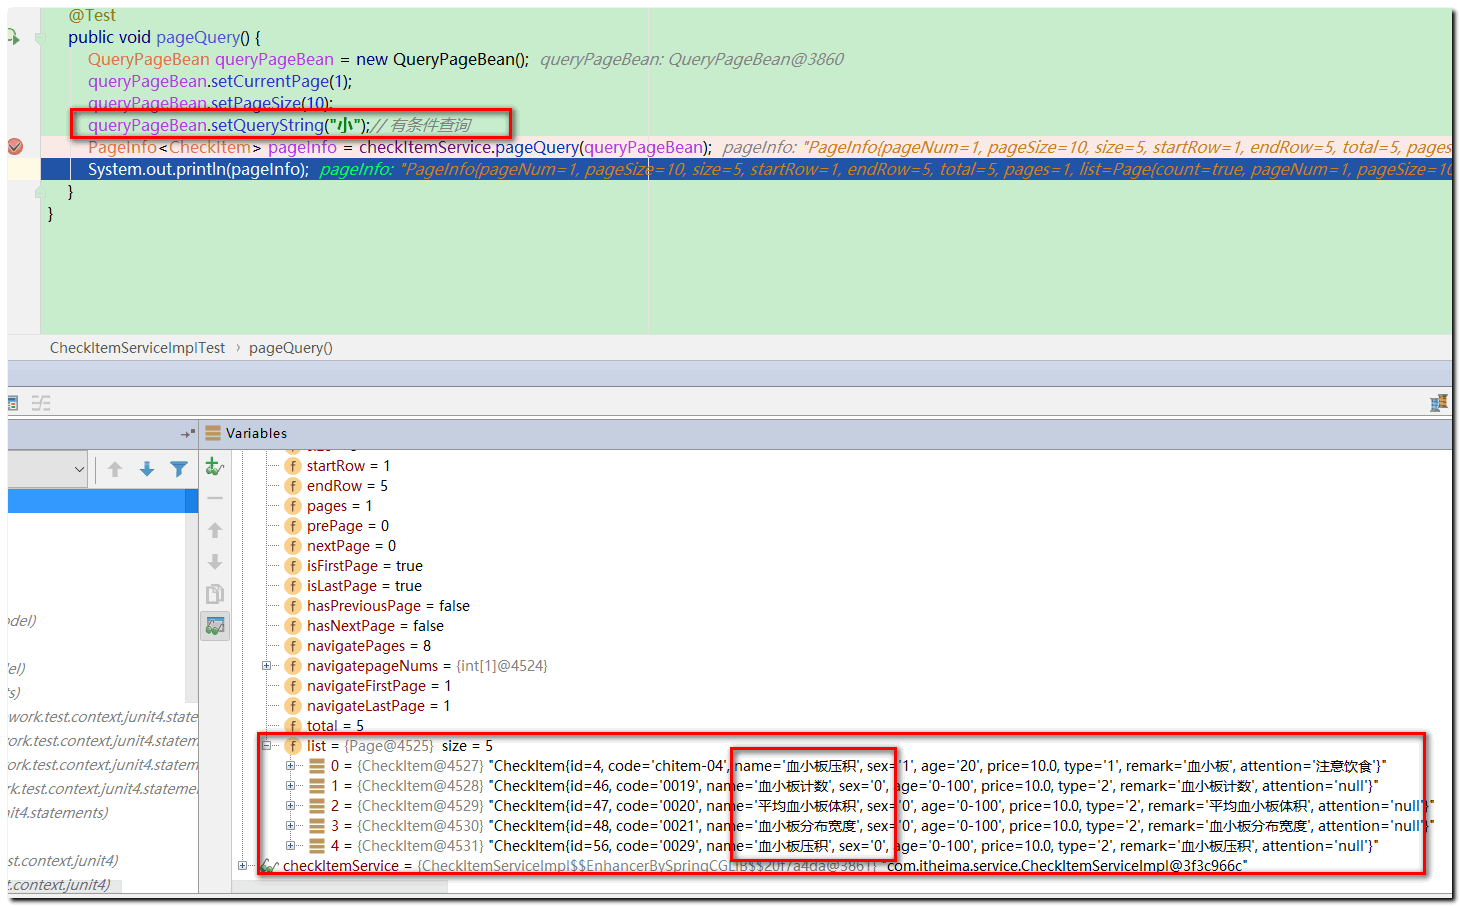 @Test
public void pageQuery() {
QueryPageBean queryPageBean = new QueryPageBean(); queryPageBean: QueryPageBean@3860
queryPageBean.setCurrentPage(1);
queryPageBean.setPageSize(10);
queryPageBean.setQueryString("小");// 有条件查询
PageInfo<CheckItem> pageInfo = checkItemService.pageQuery(queryPageBean); pageInfo: "PageInfo{pageNum=1, pageSize=10, size=5, startRow=1, endRow=5, total=5, pages
System.out.println(pageInfo); pageInfo: "PageInfo{pageNum=1, pageSize=10, size=5, startRow=1, endRow=5, total=5, pages=1, list=Page{count=true, pageNum=1, pageSize=10
}
}
CheckItemServiceImplTest › pageQuery()
Variables
startRow = 1
endRow = 5
pages = 1
prePage = 0
nextPage = 0
isFirstPage = true
isLastPage = true
hasPreviousPage = false
odel)
hasNextPage = false
navigatePages = 8
el)
navigatepageNums = {int[1]@4524}
s)
navigateFirstPage = 1
work.test.context.junit4.state
navigateLastPage = 1
total = 5
ork.test.context.junit4.statem
list = {Page@4525} size = 5
ork.test.context.junit4.statem
0 = {CheckItem@4527} "CheckItem{id=4, code='chitem-04', name='血小板压积', sex='1', age='20', price=10.0, type='1', remark='血小板', attention='注意饮食'}"
rk.test.context.junit4.statemen
1 = {CheckItem@4528} "CheckItem{id=46, code='0019', name='血小板计数', sex='0', age='0-100', price=10.0, type='2', remark='血小板计数', attention='null'}"
nit4.statements)
2 = {CheckItem@4529} "CheckItem{id=47, code='0020', name='平均血小板体积', sex='0', age='0-100', price=10.0, type='2', remark='平均血小板体积', attention='null'}"
3 = {CheckItem@4530} "CheckItem{id=48, code='0021', name='血小板分布宽度', sex='0', age='0-100', price=10.0, type='2', remark='血小板分布宽度', attention='null'}"
4 = {CheckItem@4531} "CheckItem{id=56, code='0029', name='血小板压积', sex='0', age='0-100', price=10.0, type='2', remark='血小板压积', attention='null'}"
est.context.junit4)
checkItemService = {CheckItemServiceImpl$$EnhancerBySpringCGLIB$$20f7a4da@3861} "com.itheima.service.CheckItemServiceImpl@3f3c966c"
t.context.junit4)